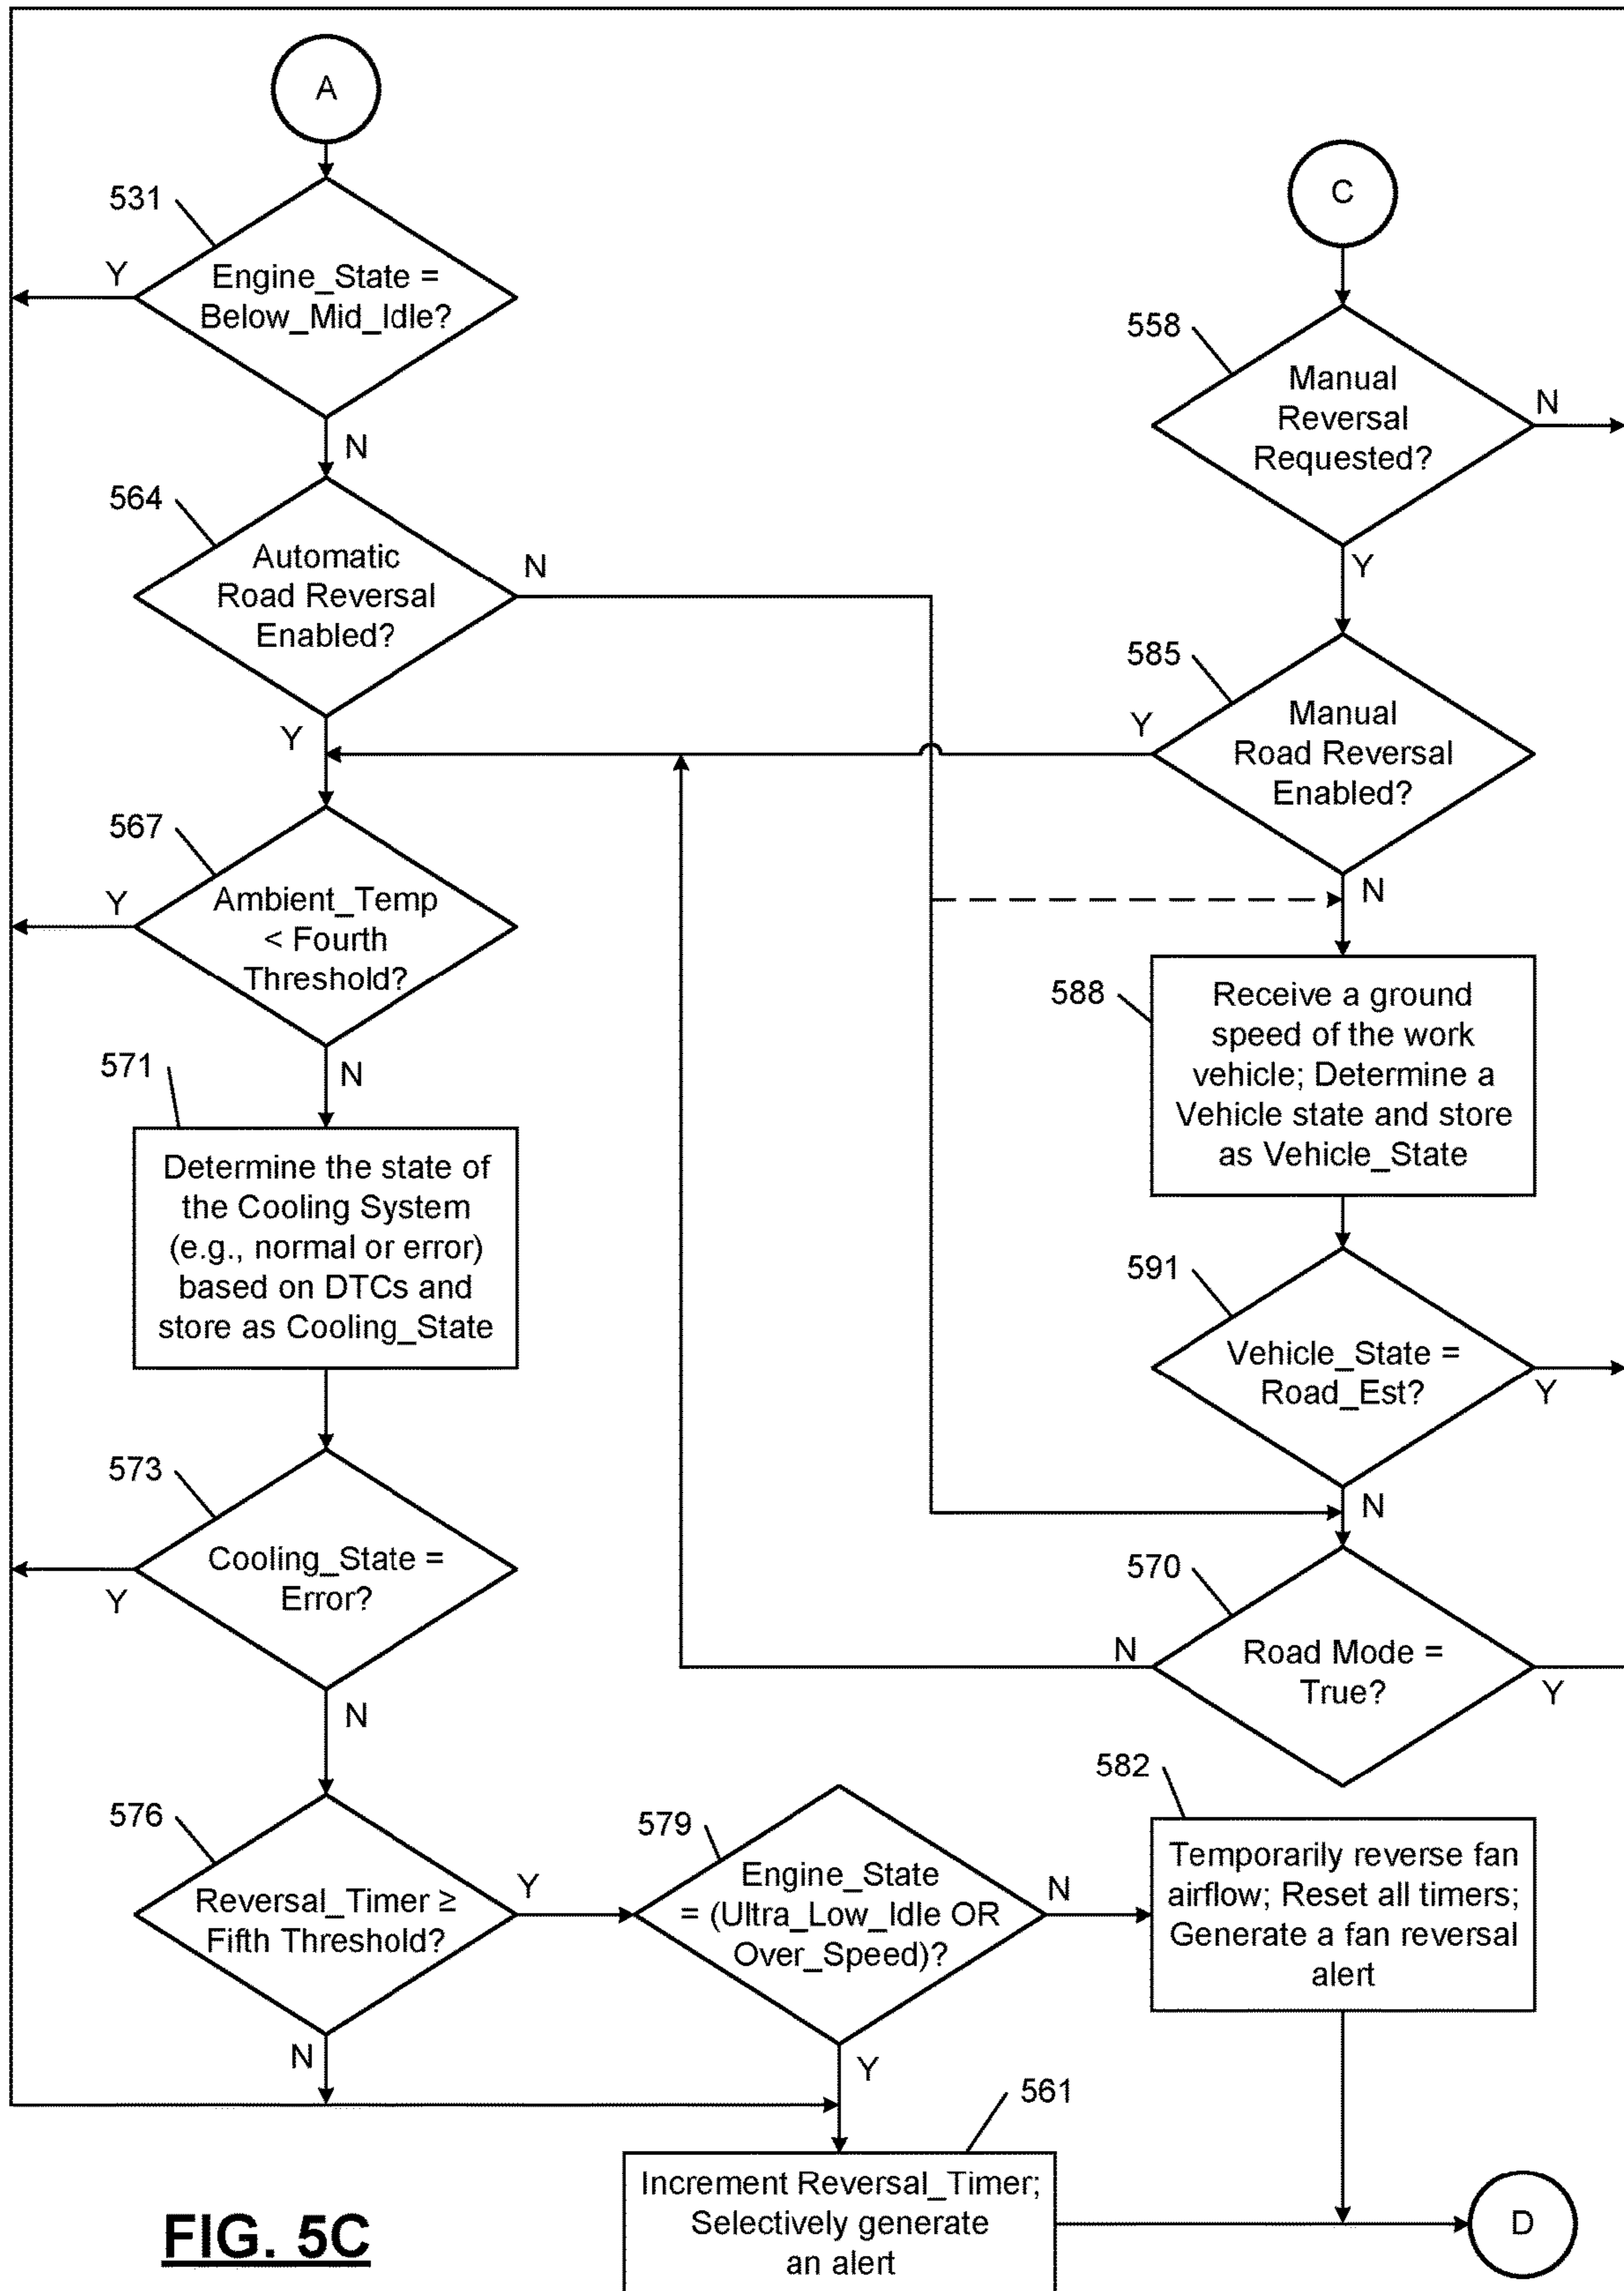 A
531
Y
Engine_State =
Below_Mid_Idle?
N
564
Automatic
Road Reversal
Enabled?
N
Y
567
Y
Ambient_Temp
< Fourth
Threshold?
N
571
Determine the state of
the Cooling System
(e.g., normal or error)
based on DTCs and
store as Cooling_State
573
Cooling_State =
Error?
Y
N
576
Reversal_Timer ≥
Fifth Threshold?
Y
N
C
558
Manual
Reversal
Requested?
N
Y
585
Y
Manual
Road Reversal
Enabled?
N
588
Receive a ground
speed of the work
vehicle; Determine a
Vehicle state and store
as Vehicle_State
591
Vehicle_State =
Road_Est?
Y
N
570
N
Road Mode =
True?
Y
579
Engine_State
= (Ultra_Low_Idle OR
Over_Speed)?
N
Y
582
Temporarily reverse fan
airflow; Reset all timers;
Generate a fan reversal
alert
561
Increment Reversal_Timer;
Selectively generate
an alert
D
FIG. 5C